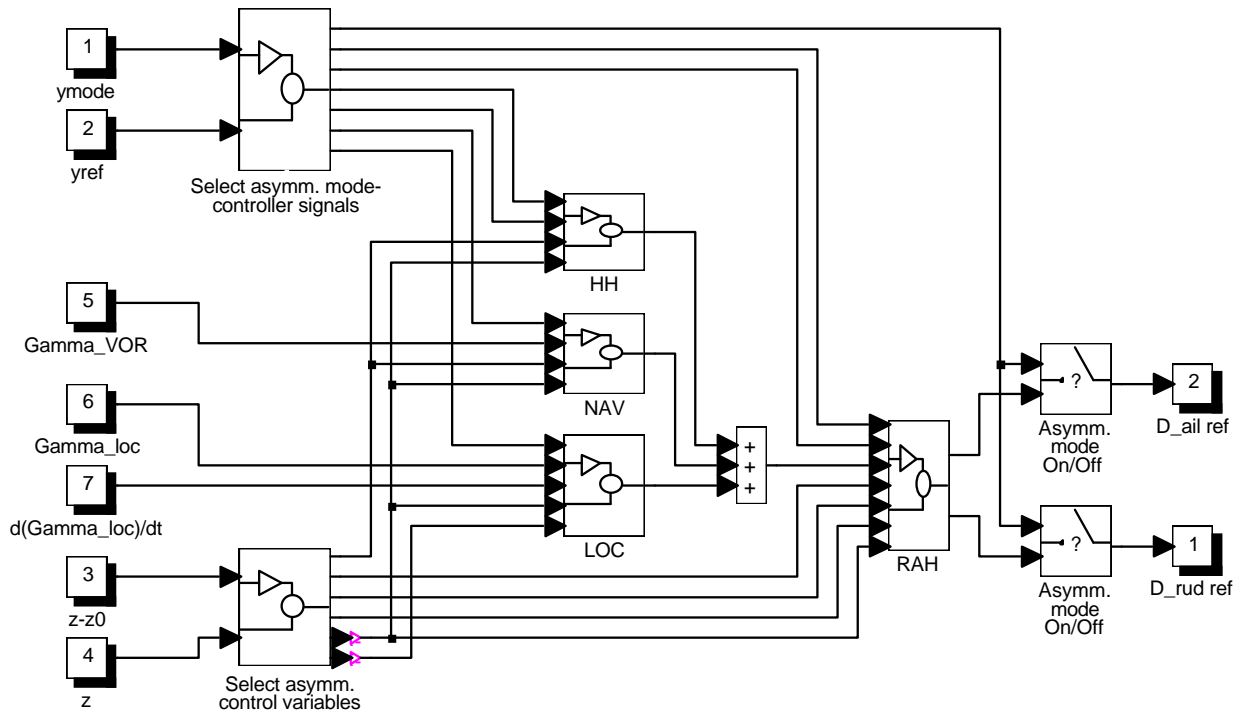 1
ymode
2
yref
Select asymm. mode-
controller signals
HH
5
Gamma_VOR
NAV
6
Gamma_loc
7
d(Gamma_loc)/dt
LOC
+
+
+
RAH
?
Asymm.
mode
On/Off
2
D_ail ref
?
Asymm.
mode
On/Off
1
D_rud ref
3
z-z0
4
z
Select asymm.
control variables